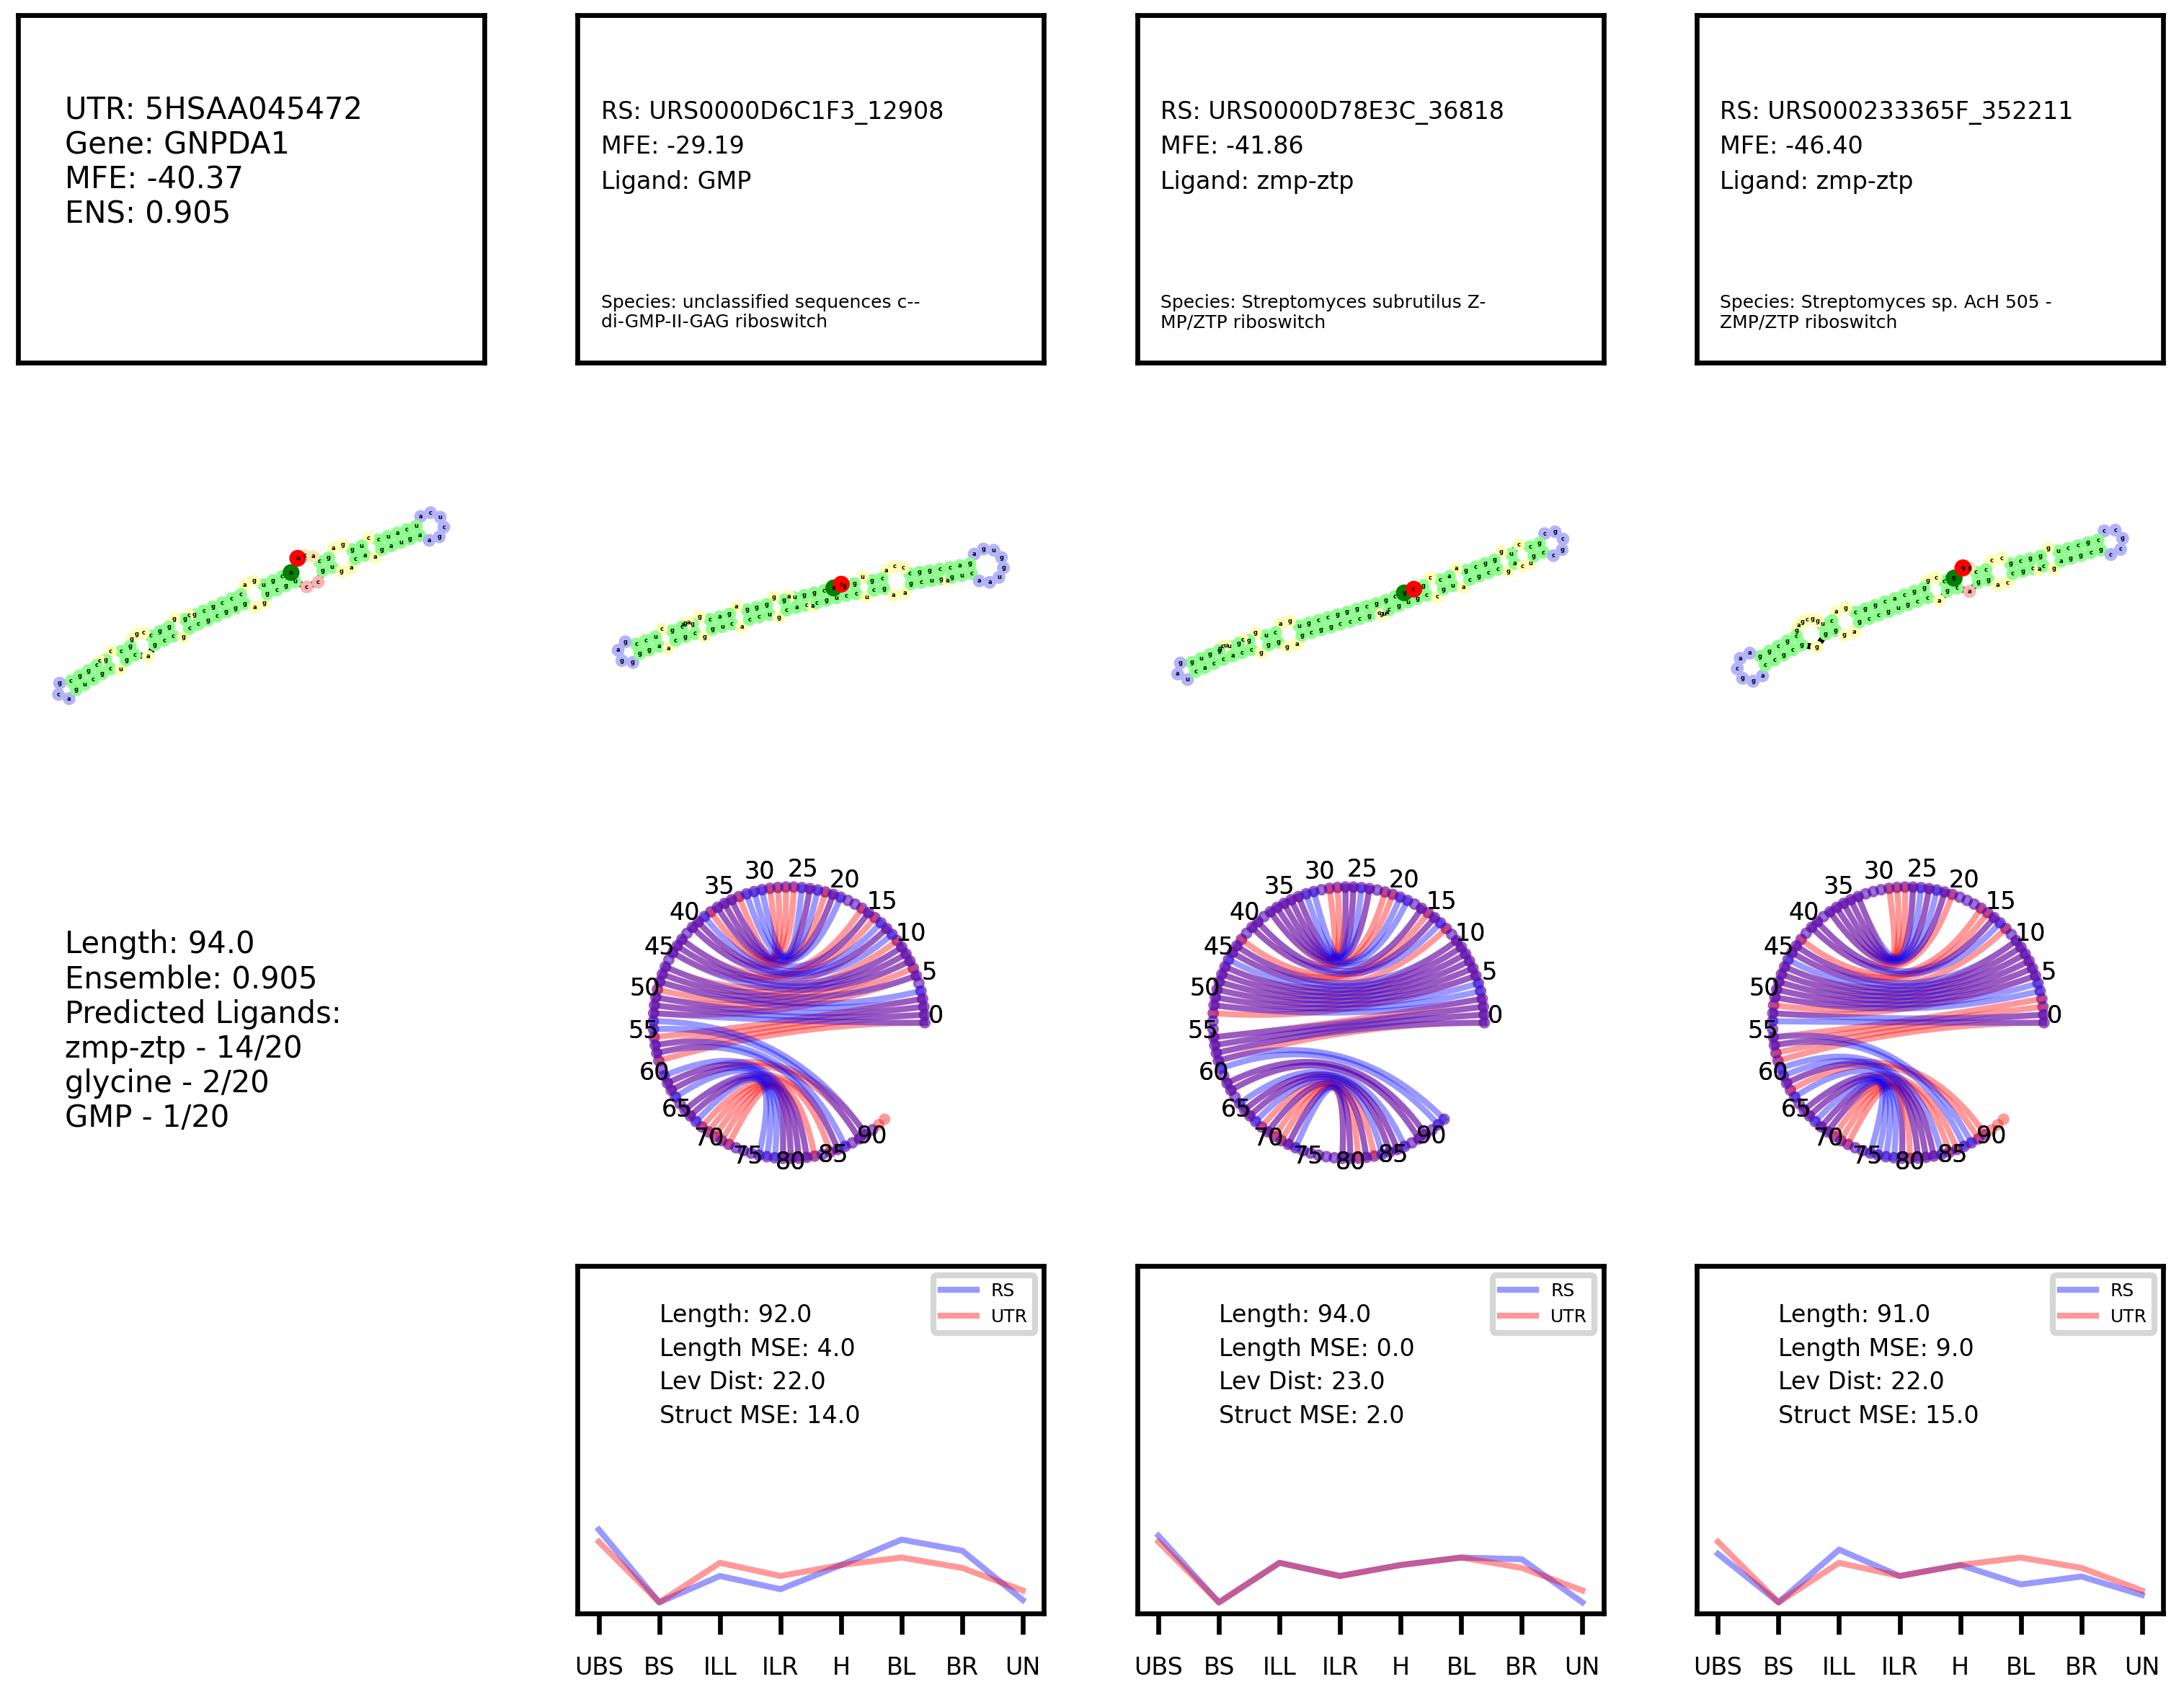 UTR: 5HSAA045472
Gene: GNPDA1
MFE: -40.37
ENS: 0.905
RS: URS0000D6C1F3_12908
MFE: -29.19
Ligand: GMP
Species: unclassified sequences c--
di-GMP-II-GAG riboswitch
RS: URS0000D78E3C_36818
MFE: -41.86
Ligand: zmp-ztp
Species: Streptomyces subrutilus Z-
MP/ZTP riboswitch
RS: URS000233365F_352211
MFE: -46.40
Ligand: zmp-ztp
Species: Streptomyces sp. AcH 505 -
ZMP/ZTP riboswitch
Length: 94.0
Ensemble: 0.905
Predicted Ligands:
zmp-ztp - 14/20
glycine - 2/20
GMP - 1/20
0
5
10
15
20
25
30
35
40
45
50
55
60
65
70
75
80
85
90
0
5
10
15
20
25
30
35
40
45
50
55
60
65
70
75
80
85
90
0
5
10
15
20
25
30
35
40
45
50
55
60
65
70
75
80
85
90
RS
UTR
Length: 92.0
Length MSE: 4.0
Lev Dist: 22.0
Struct MSE: 14.0
UBS BS ILL ILR H BL BR UN
RS
UTR
Length: 94.0
Length MSE: 0.0
Lev Dist: 23.0
Struct MSE: 2.0
UBS BS ILL ILR H BL BR UN
RS
UTR
Length: 91.0
Length MSE: 9.0
Lev Dist: 22.0
Struct MSE: 15.0
UBS BS ILL ILR H BL BR UN